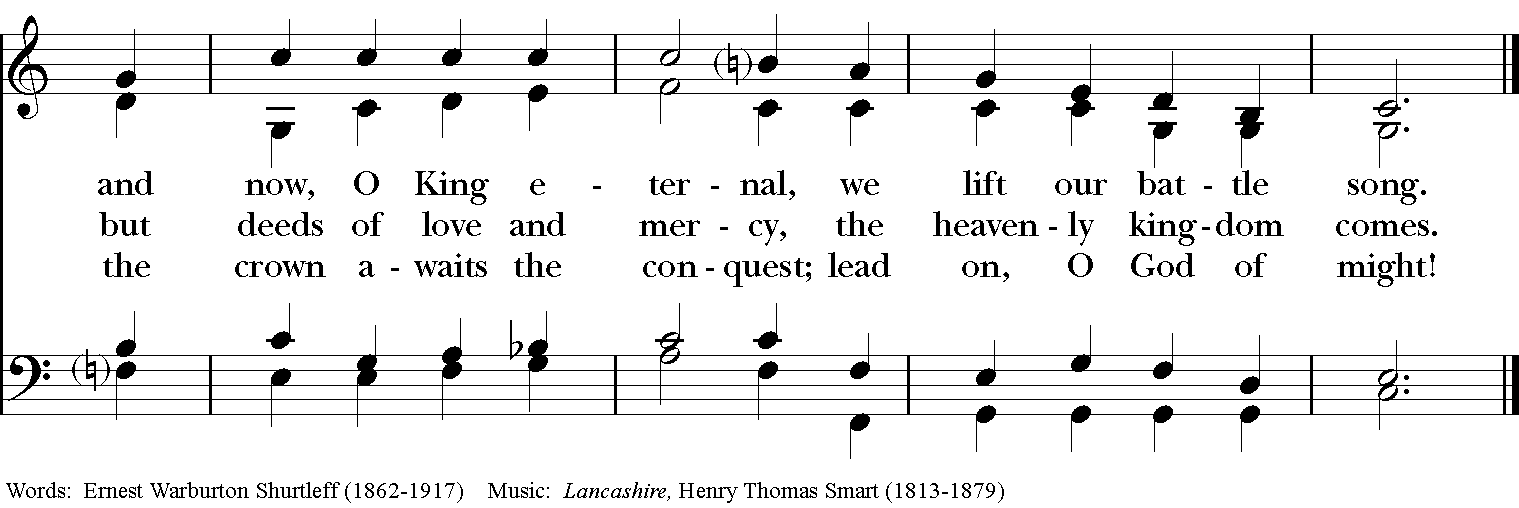 and now, O King e - ter - nal, we lift our bat - tle song.
but deeds of love and mer - cy, the heaven - ly king - dom comes.
the crown a - waits the con - quest; lead on, O God of might!
Words: Ernest Warburton Shurtleff (1862-1917) Music: Lancashire, Henry Thomas Smart (1813-1879)